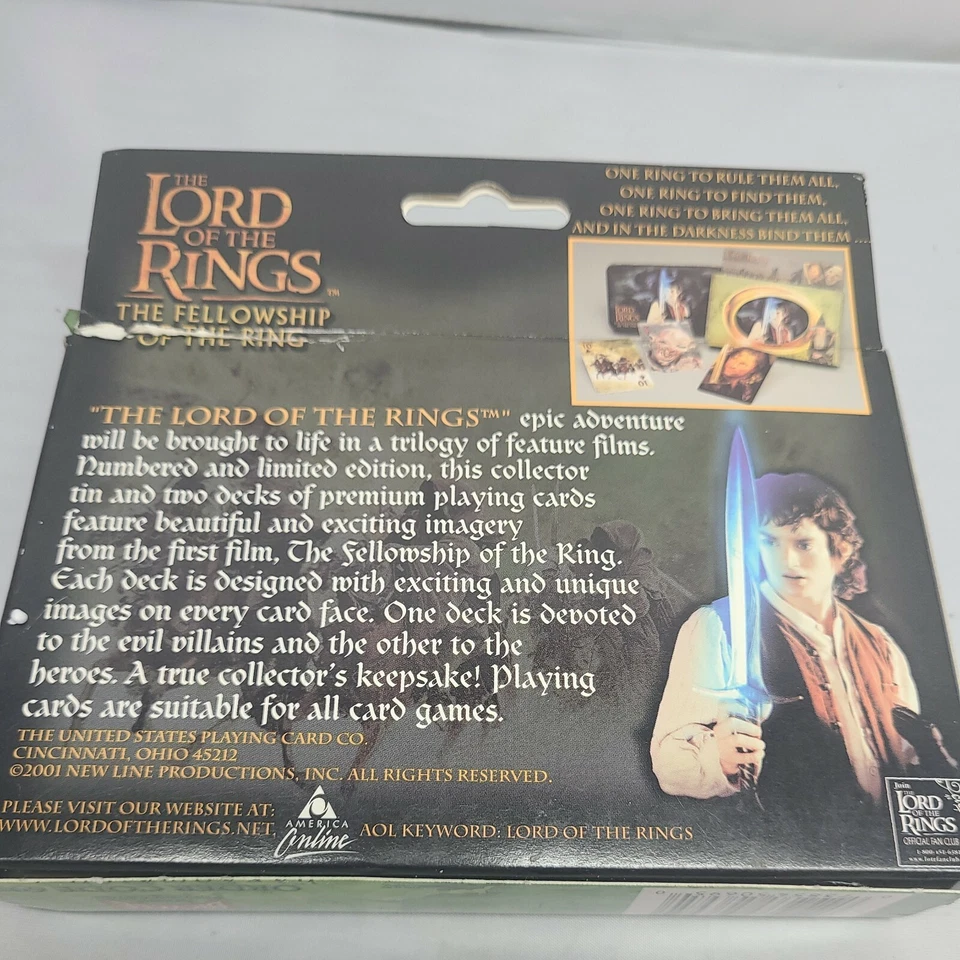 THE
LORD
OF THE
RINGS™
THE FELLOWSHIP
OF THE RING
ONE RING TO RULE THEM ALL,
ONE RING TO FIND THEM,
ONE RING TO BRING THEM ALL,
AND IN THE DARKNESS BIND THEM ....
LORD
RINGS
10
"THE LORD OF THE RINGS™" epic adventure
will be brought to life in a trilogy of feature films.
Numbered and limited edition, this collector
tin and two decks of premium playing cards
feature beautiful and exciting imagery
from the first film, The Fellowship of the Ring.
Each deck is designed with exciting and unique
images on every card face. One deck is devoted
to the evil villains and the other to the
heroes. A true collector's keepsake! Playing
cards are suitable for all card games.
THE UNITED STATES PLAYING CARD CO.
CINCINNATI, OHIO 45212
©2001 NEW LINE PRODUCTIONS, INC. ALL RIGHTS RESERVED.
PLEASE VISIT OUR WEBSITE AT:
WWW.LORDOFTHERINGS.NET
AMERICA
Online
AOL KEYWORD: LORD OF THE RINGS
Join
THE
LORD
OF THE
RINGS
OFFICIAL FAN CLUB